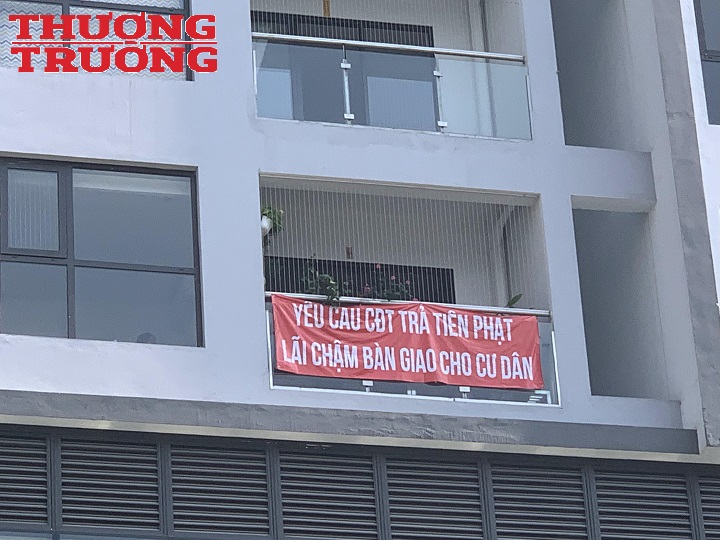 THƯƠNG
TRƯỜNG
YÊU CẦU CĐT TRẢ TIỀN PHẠT
LÃI CHẬM BÀN GIAO CHO CƯ DÂN